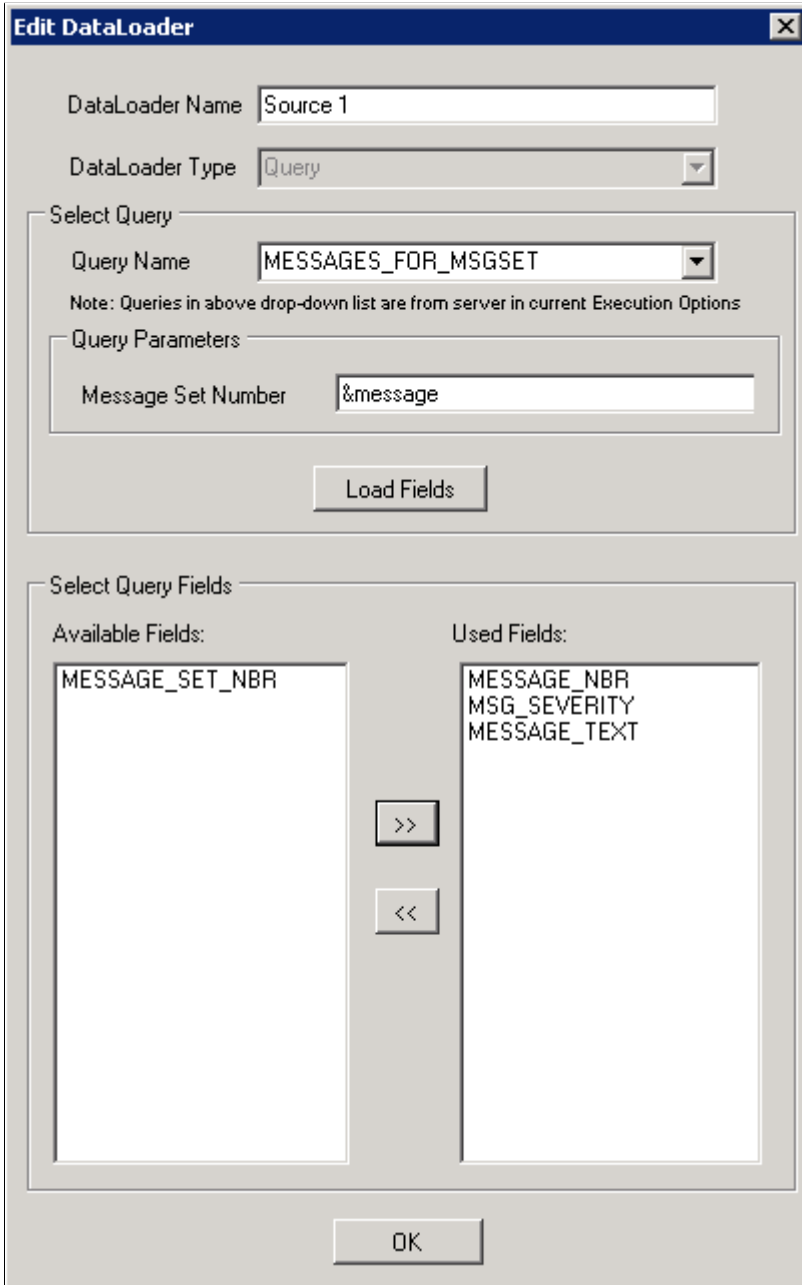 Edit DataLoader
DataLoader Name Source 1
DataLoader Type Query
Select Query
Query Name MESSAGES_FOR_MSGSET
Note: Queries in above drop-down list are from server in current Execution Options
Query Parameters
Message Set Number &message
Load Fields
Select Query Fields
Available Fields:
MESSAGE_SET_NBR
>>
<<
Used Fields:
MESSAGE_NBR
MSG_SEVERITY
MESSAGE_TEXT
OK